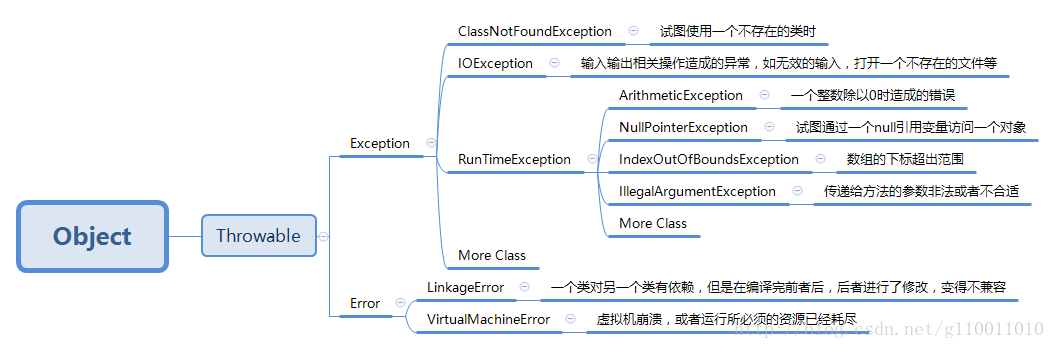 Object
Throwable
Exception
ClassNotFoundException
试图使用一个不存在的类时
IOException
输入输出相关操作造成的异常，如无效的输入，打开一个不存在的文件等
RunTimeException
ArithmeticException
一个整数除以0时造成的错误
NullPointerException
试图通过一个null引用变量访问一个对象
IndexOutOfBoundsException
数组的下标超出范围
IllegalArgumentException
传递给方法的参数非法或者不合适
More Class
More Class
Error
LinkageError
一个类对另一个类有依赖，但是在编译完前者后，后者进行了修改，变得不兼容
VirtualMachineError
虚拟机崩溃，或者运行所必须的资源已经耗尽
http://blog.csdn.net/g110011010